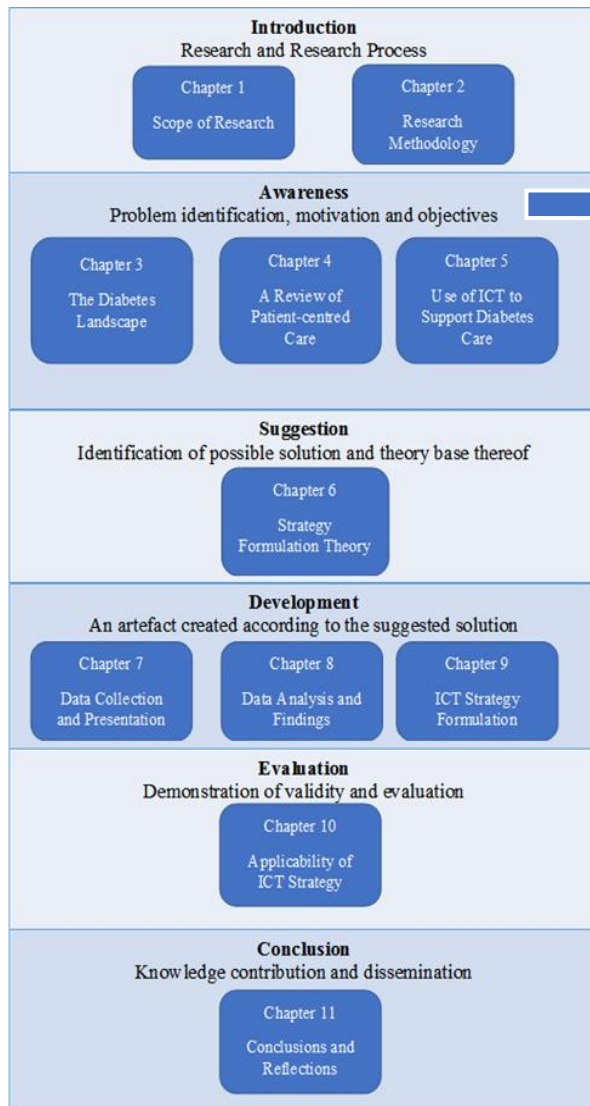 Introduction
Research and Research Process
Chapter 1
Scope of Research
Chapter 2
Research
Methodology
Awareness
Problem identification, motivation and objectives
Chapter 3
The Diabetes
Landscape
Chapter 4
A Review of
Patient-centred
Care
Chapter 5
Use of ICT to
Support Diabetes
Care
Suggestion
Identification of possible solution and theory base thereof
Chapter 6
Strategy
Formulation Theory
Development
An artefact created according to the suggested solution
Chapter 7
Data Collection
and Presentation
Chapter 8
Data Analysis and
Findings
Chapter 9
ICT Strategy
Formulation
Evaluation
Demonstration of validity and evaluation
Chapter 10
Applicability of
ICT Strategy
Conclusion
Knowledge contribution and dissemination
Chapter 11
Conclusions and
Reflections